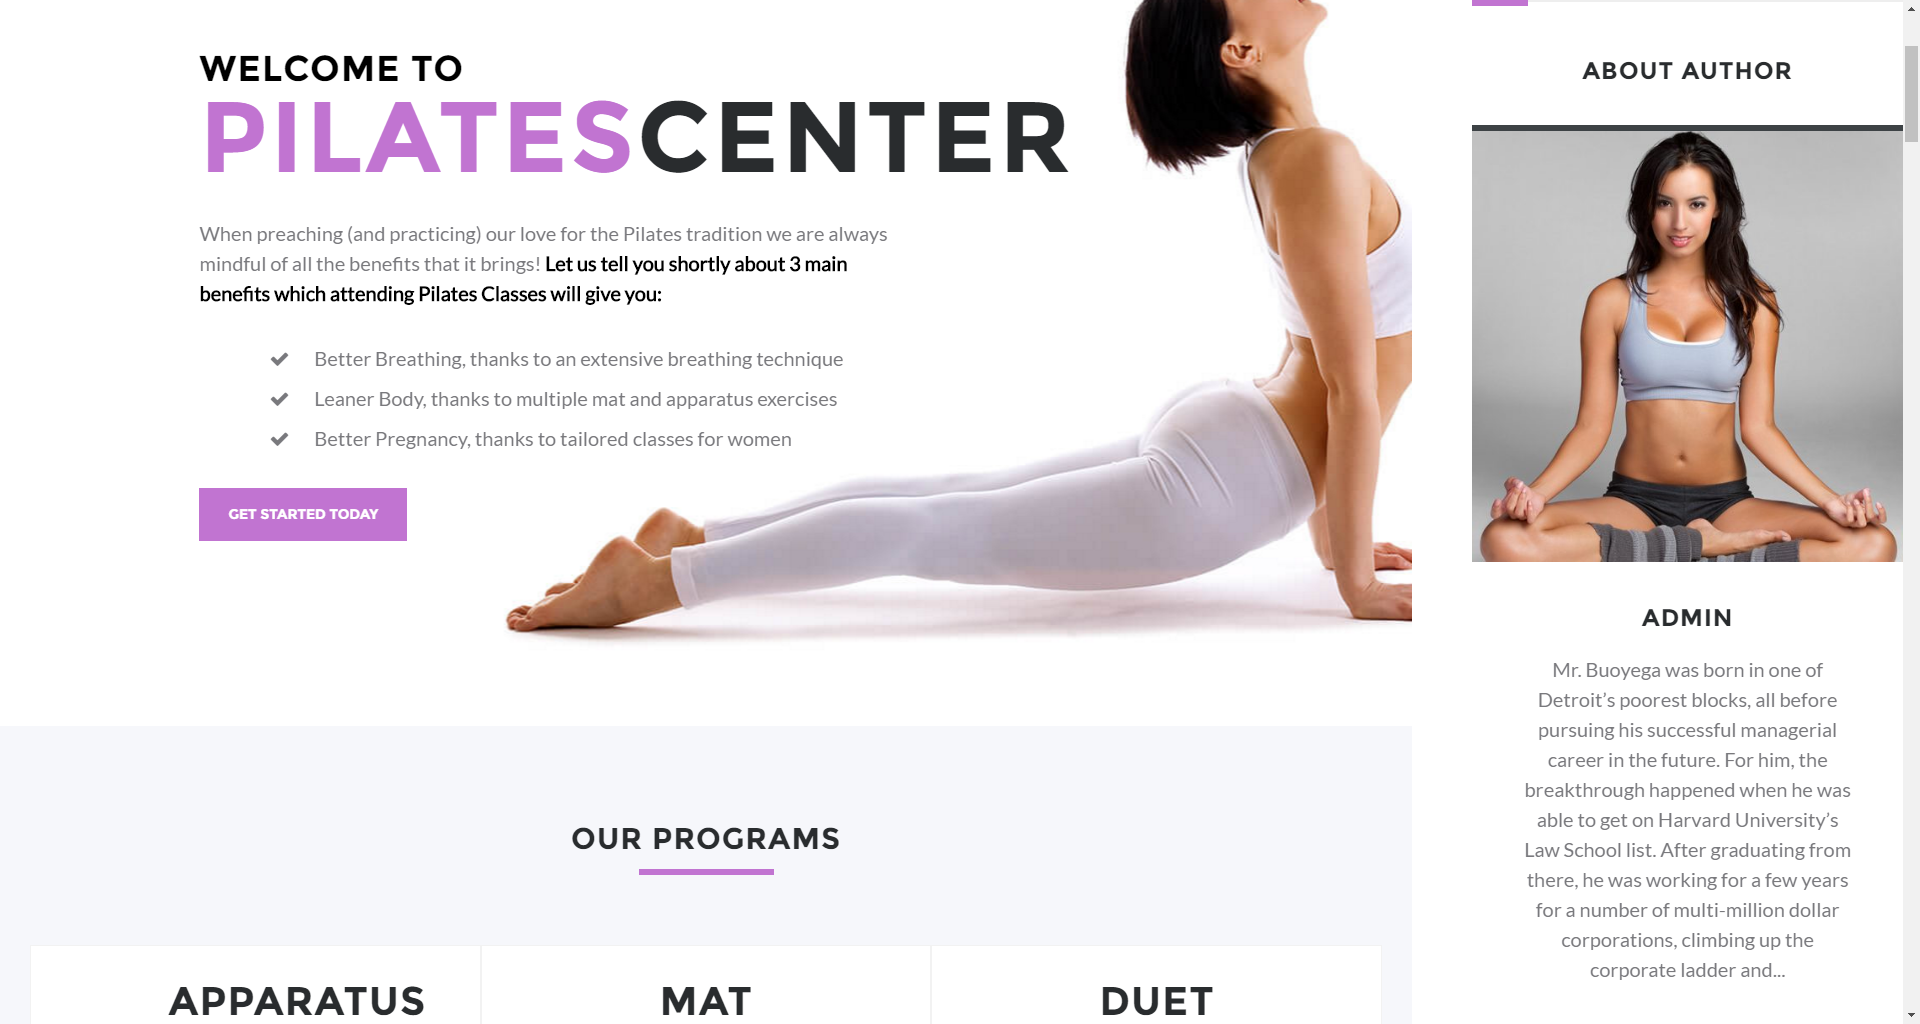 WELCOME TO
PILATESCENTER
When preaching (and practicing) our love for the Pilates tradition we are always
mindful of all the benefits that it brings! Let us tell you shortly about 3 main
benefits which attending Pilates Classes will give you:
Better Breathing, thanks to an extensive breathing technique
Leaner Body, thanks to multiple mat and apparatus exercises
Better Pregnancy, thanks to tailored classes for women
GET STARTED TODAY
OUR PROGRAMS
APPARATUS
MAT
DUET
ABOUT AUTHOR
ADMIN
Mr. Buoyega was born in one of
Detroit’s poorest blocks, all before
pursuing his successful managerial
career in the future. For him, the
breakthrough happened when he was
able to get on Harvard University’s
Law School list. After graduating from
there, he was working for a few years
for a number of multi-million dollar
corporations, climbing up the
corporate ladder and...